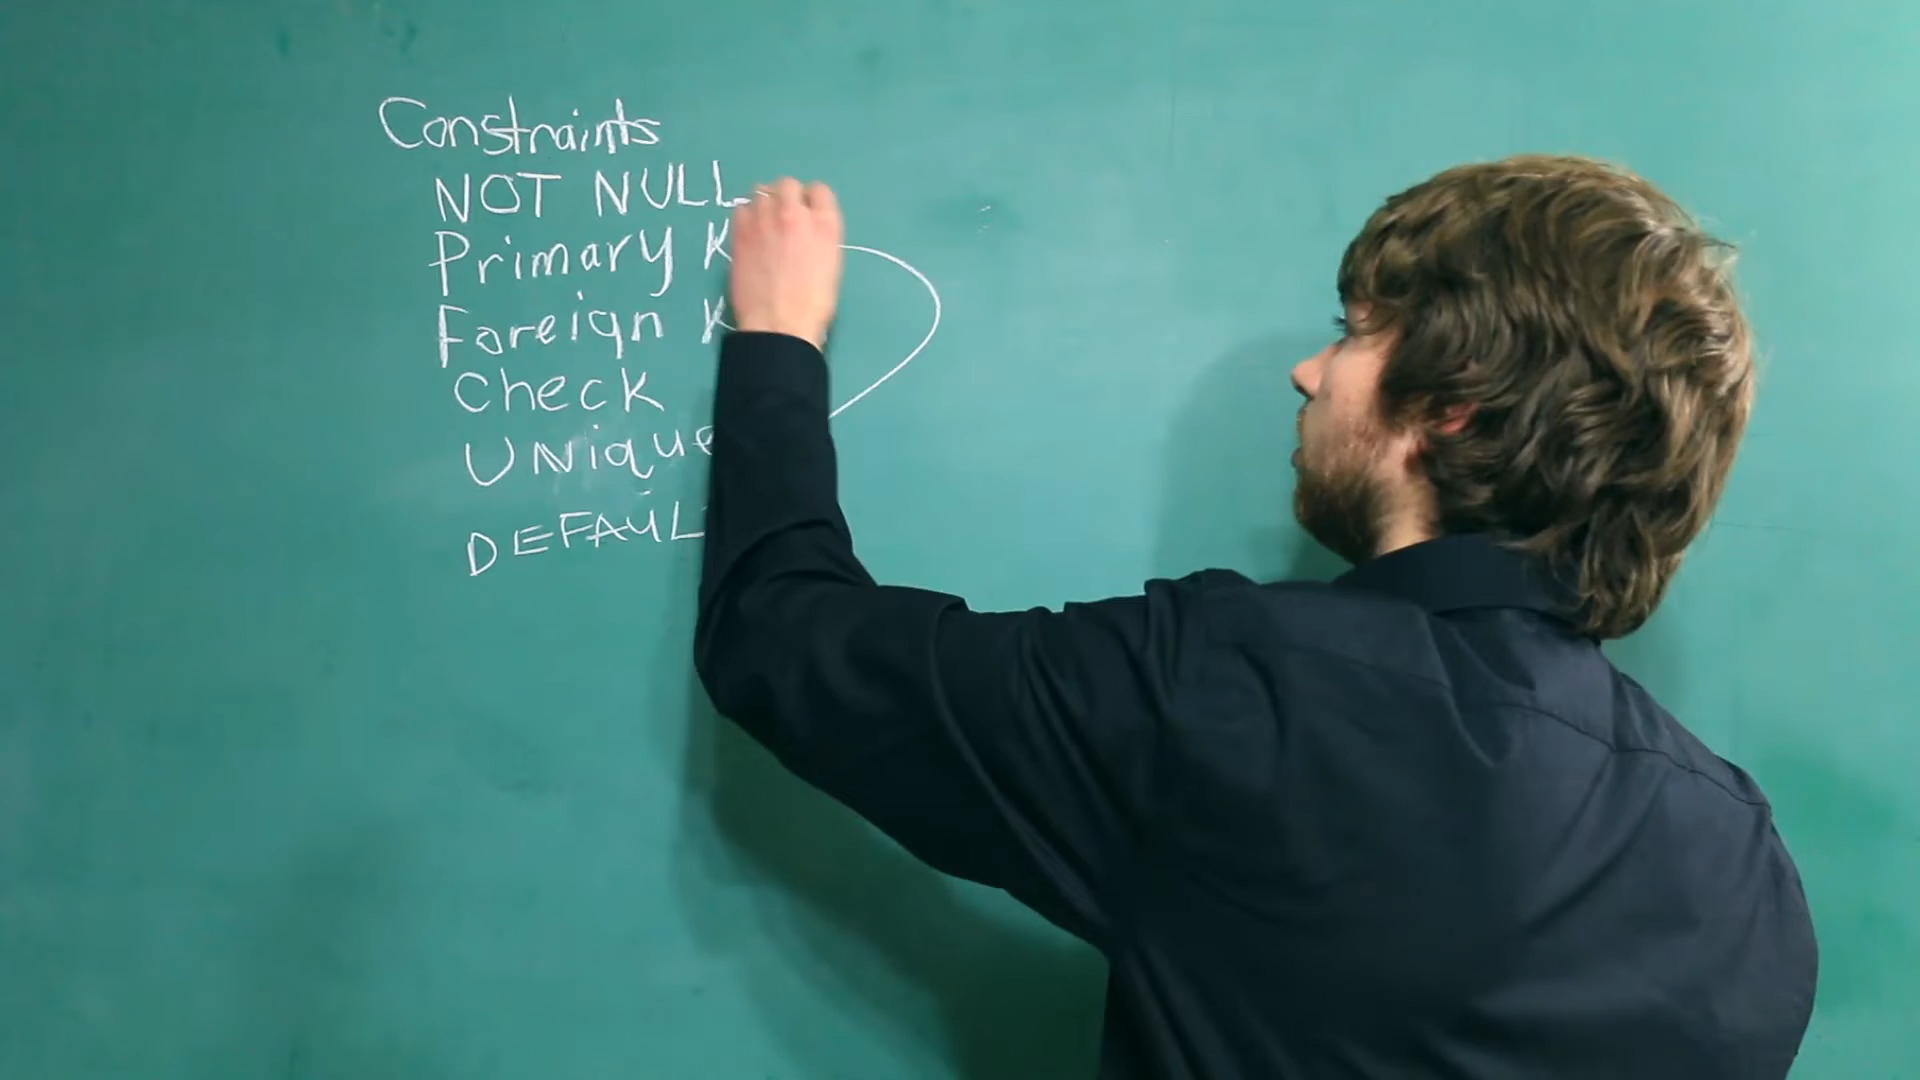 Constraints
NOT NULL
Primary K
Foreign K
Check
UNique
DEFAUL